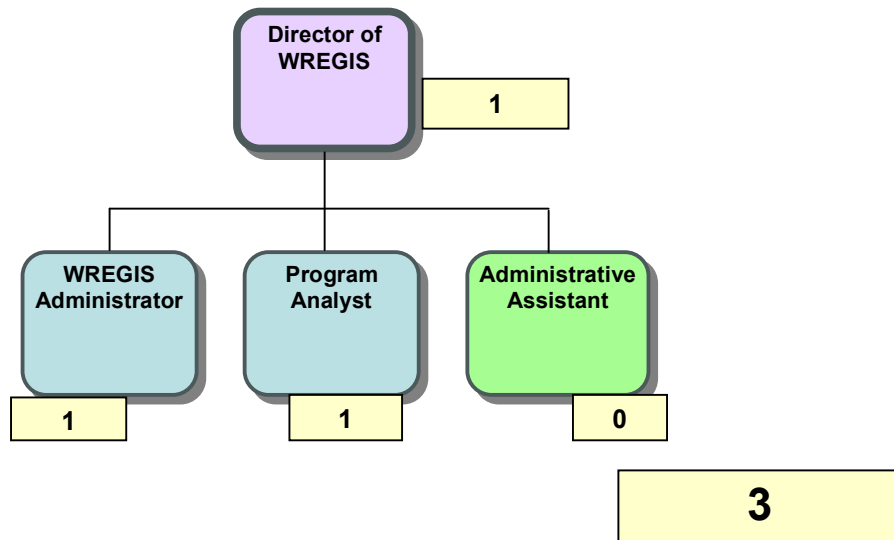 Director of
WREGIS
1
WREGIS
Administrator
Program
Analyst
Administrative
Assistant
1
1
0
3